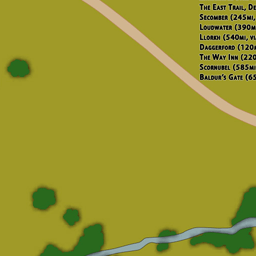 The East Trail, De
Secomber (245mi,
Loudwater (390m
Llorkh (540mi, vi
Daggerford (120m
The Way Inn (220
Scornubel (585mi
Baldur's Gate (65